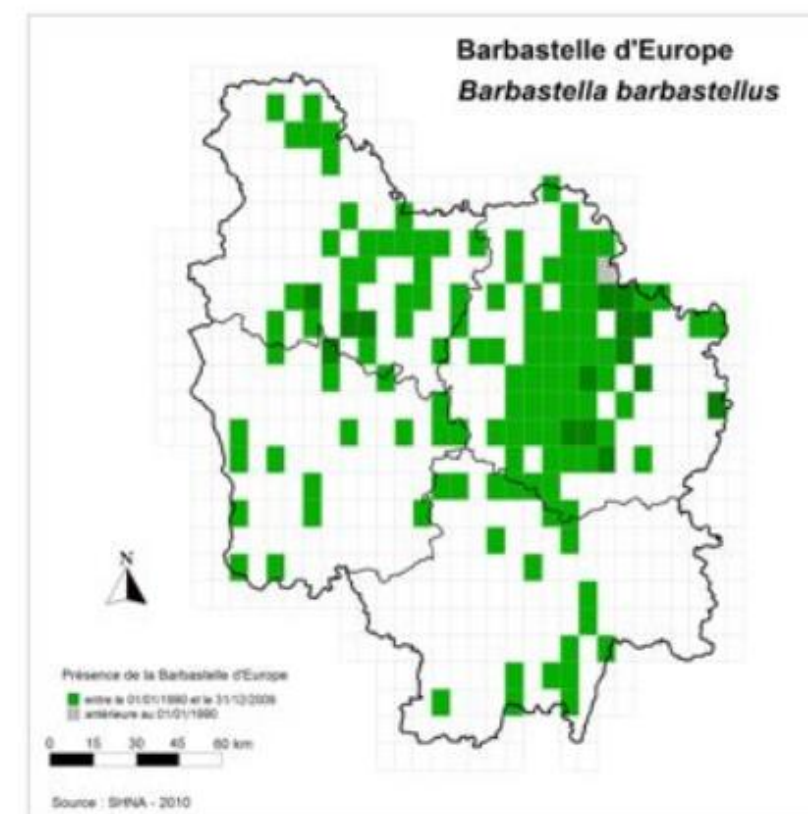 Barbastelle d'Europe
Barbastella barbastellus
N
Présence de la Barbastelle d'Europe
entre le 01/01/1990 et le 31/12/2009
antérieure au 01/01/1990
0 15 30 45 60 km
Source : SHNA - 2010